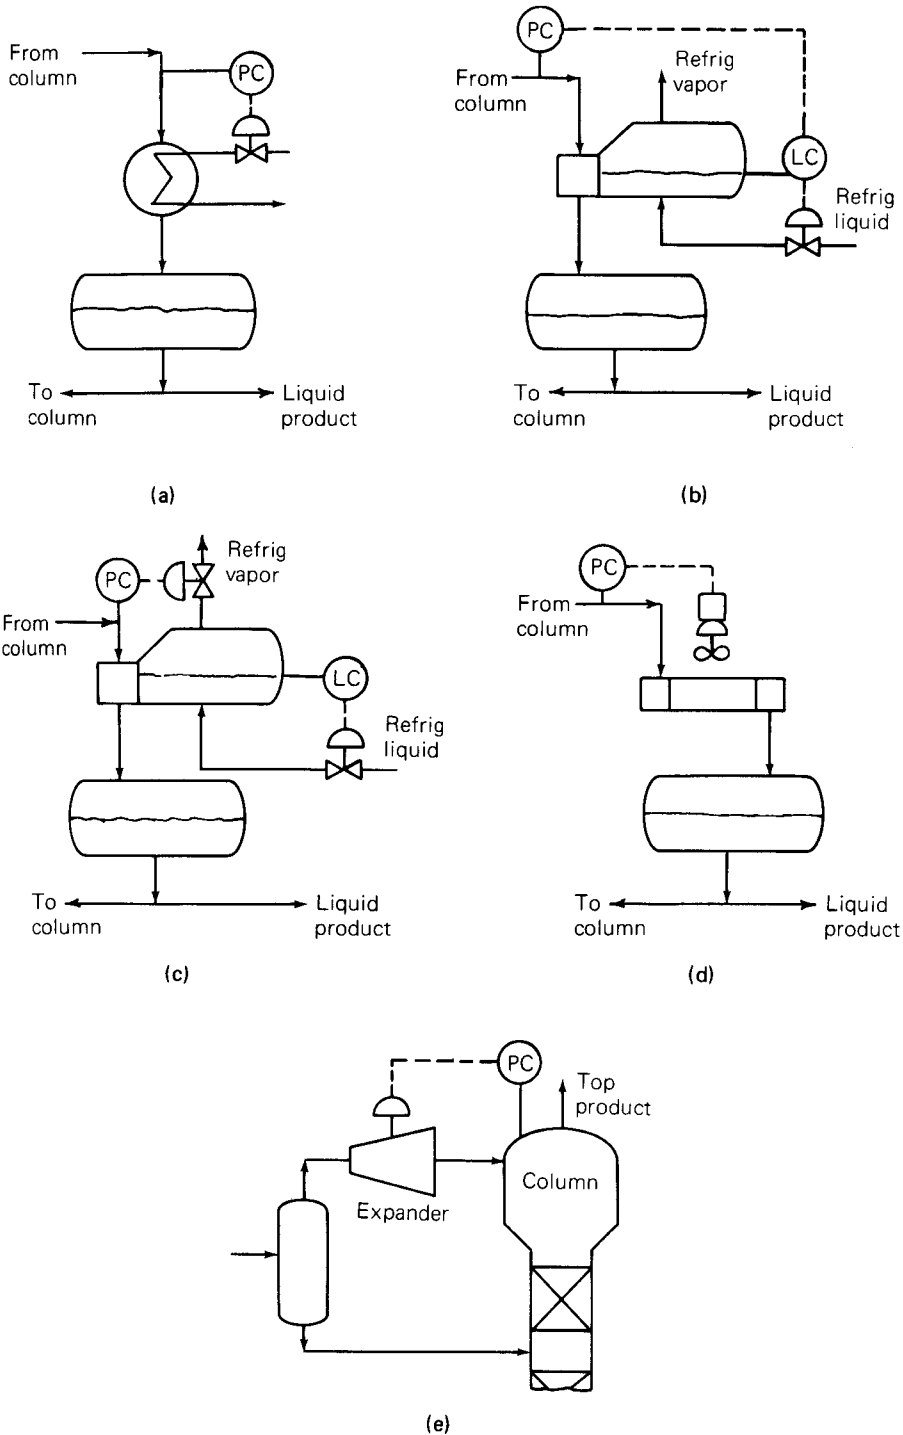 From
column
PC
To
column
Liquid
product
(a)
PC
From
column
Refrig
vapor
LC
Refrig
liquid
To
column
Liquid
product
(b)
PC
Refrig
vapor
From
column
LC
Refrig
liquid
To
column
Liquid
product
(c)
PC
From
column
To
column
Liquid
product
(d)
PC
Top
product
Column
Expander
(e)